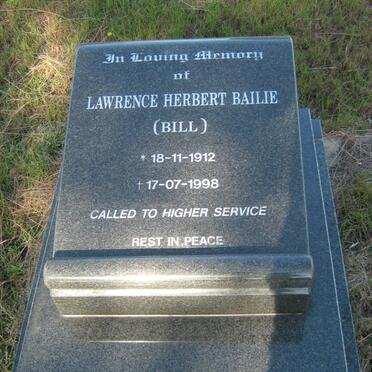 In Loving Memory
of
LAWRENCE HERBERT BAILIE
(BILL)
* 18-11-1912
† 17-07-1998
CALLED TO HIGHER SERVICE
REST IN PEACE